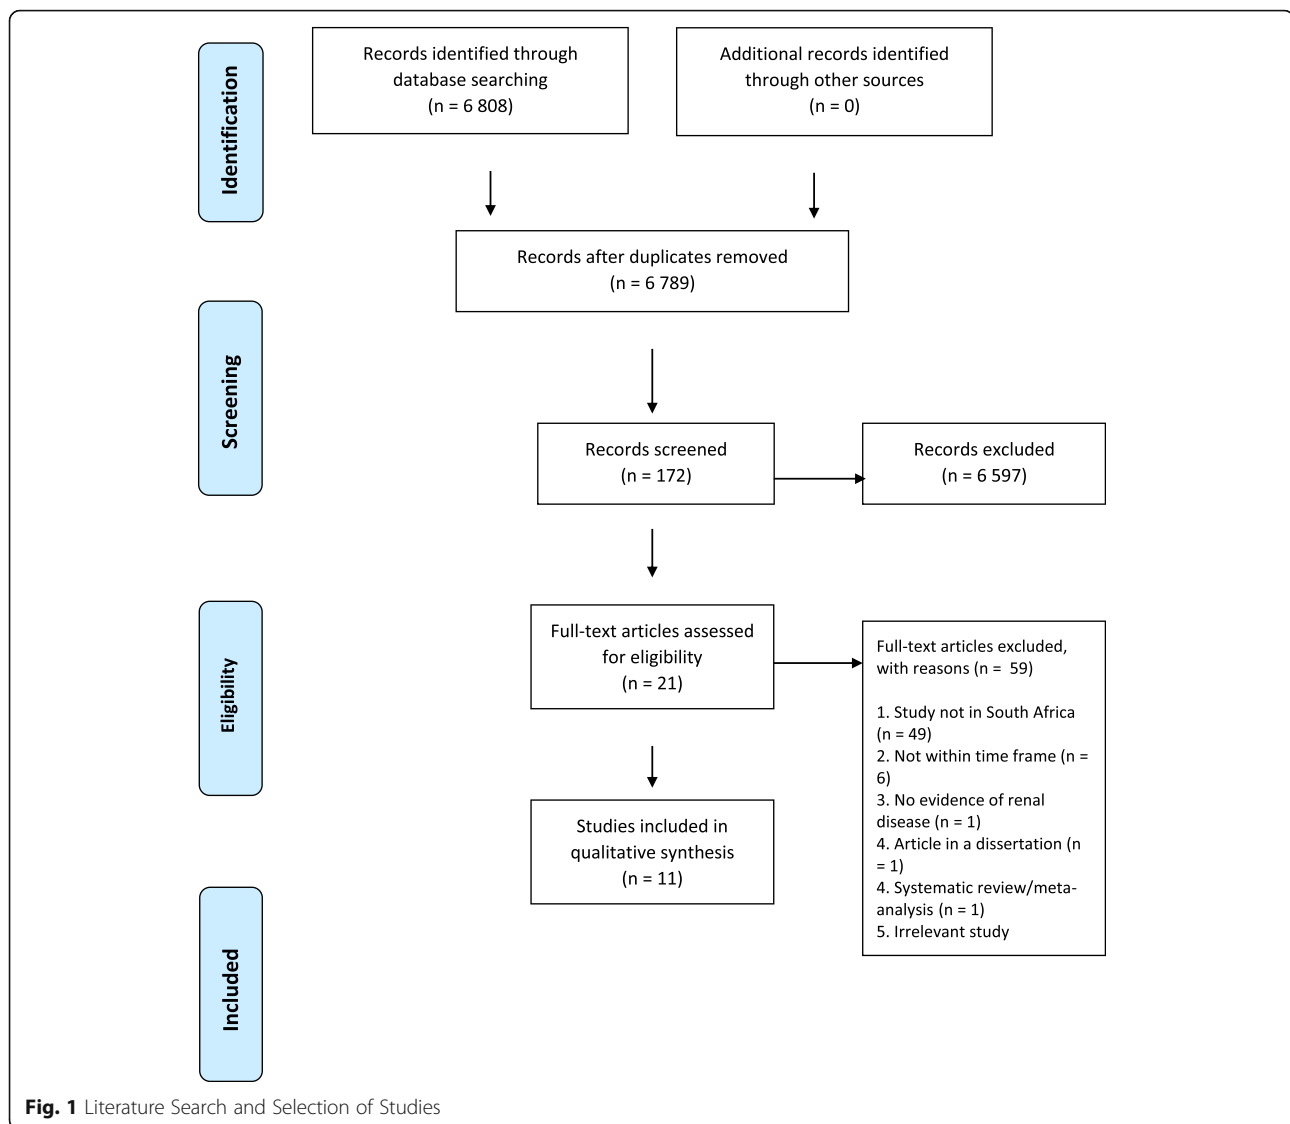 Identification
Records identified through
database searching
(n = 6 808)
Additional records identified
through other sources
(n = 0)
Records after duplicates removed
(n = 6 789)
Screening
Records screened
(n = 172)
Records excluded
(n = 6 597)
Eligibility
Full-text articles assessed
for eligibility
(n = 21)
Full-text articles excluded,
with reasons (n =  59)
1. Study not in South Africa
(n = 49)
2. Not within time frame (n =
6)
3. No evidence of renal
disease (n = 1)
4. Article in a dissertation (n
= 1)
4. Systematic review/meta-
analysis (n = 1)
5. Irrelevant study
Studies included in
qualitative synthesis
(n = 11)
Included
Fig. 1 Literature Search and Selection of Studies